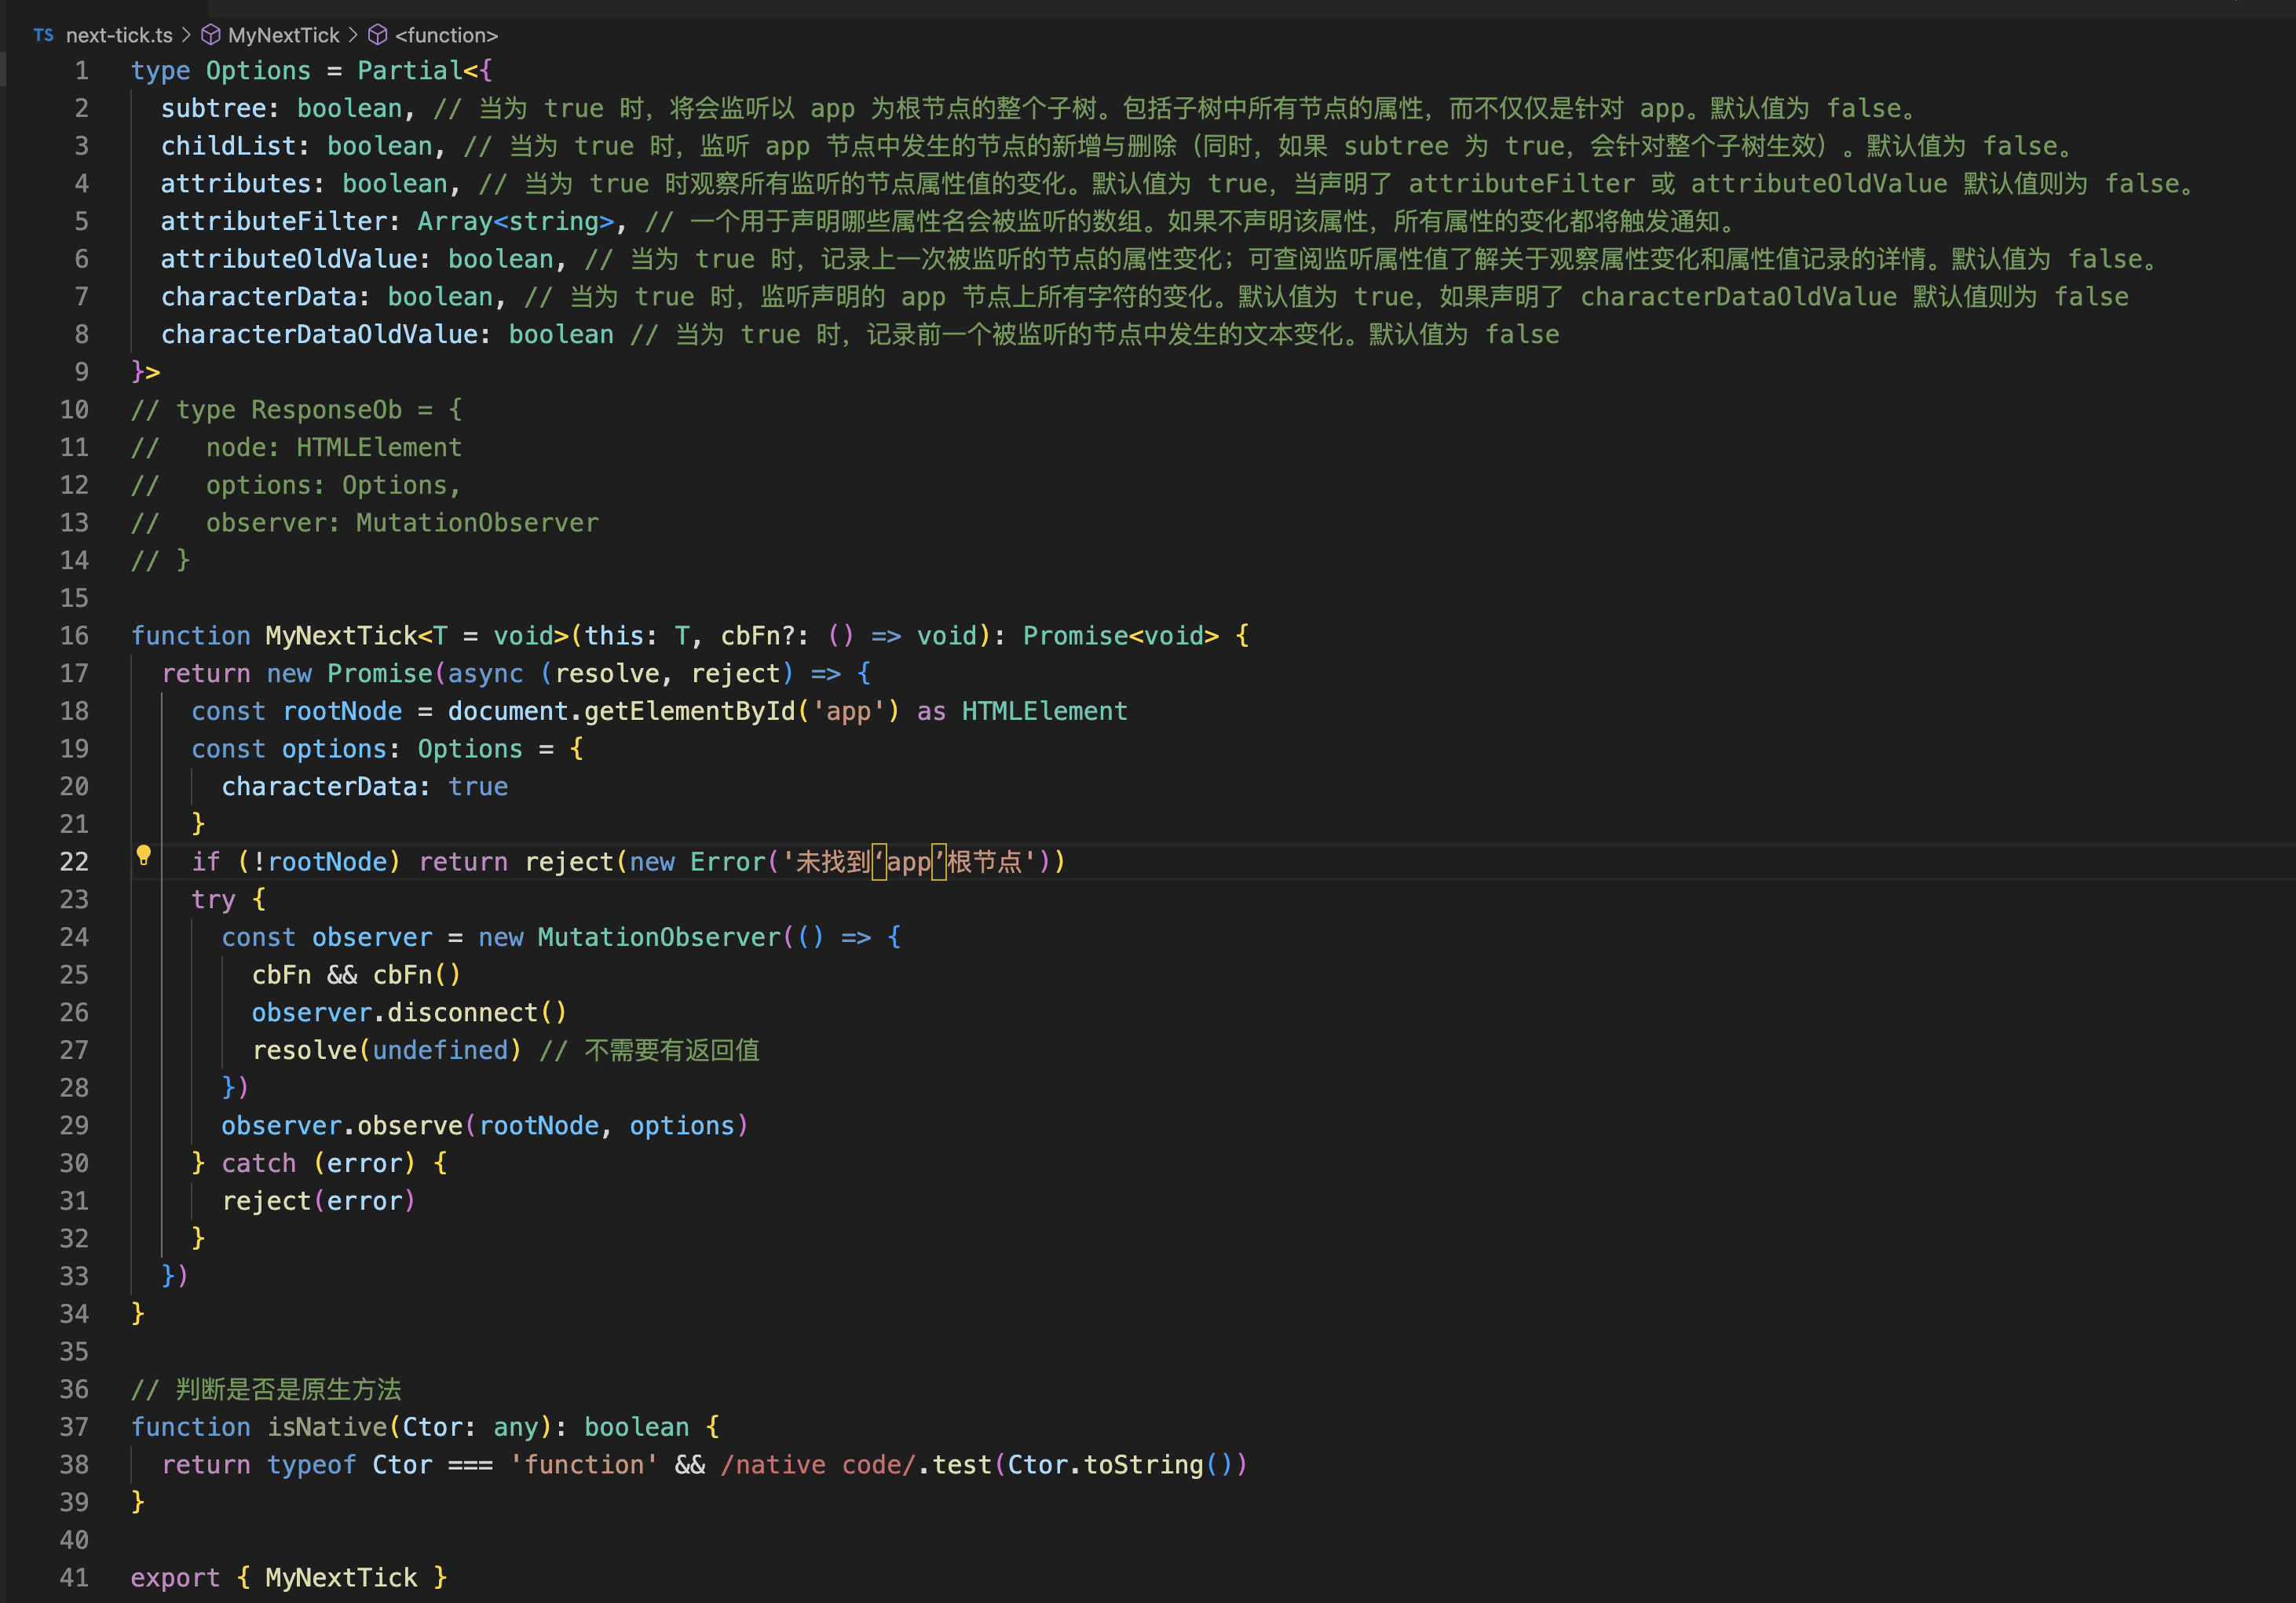 TS next-tick.ts > MyNextTick > <function>
1 type Options = Partial<{
2 subtree: boolean, // 当为 true 时，将会监听以 app 为根节点的整个子树。包括子树中所有节点的属性，而不仅仅是针对 app。默认值为 false。
3 childList: boolean, // 当为 true 时，监听 app 节点中发生的节点的新增与删除（同时，如果 subtree 为 true，会针对整个子树生效）。默认值为 false。
4 attributes: boolean, // 当为 true 时观察所有监听的节点属性值的变化。默认值为 true，当声明了 attributeFilter 或 attributeOldValue 默认值则为 false。
5 attributeFilter: Array<string>, // 一个用于声明哪些属性名会被监听的数组。如果不声明该属性，所有属性的变化都将触发通知。
6 attributeOldValue: boolean, // 当为 true 时，记录上一次被监听的节点的属性变化；可查阅监听属性值了解关于观察属性变化和属性值记录的详情。默认值为 false。
7 characterData: boolean, // 当为 true 时，监听声明的 app 节点上所有字符的变化。默认值为 true，如果声明了 characterDataOldValue 默认值则为 false
8 characterDataOldValue: boolean // 当为 true 时，记录前一个被监听的节点中发生的文本变化。默认值为 false
9 }>
10 // type ResponseOb = {
11 //   node: HTMLElement
12 //   options: Options,
13 //   observer: MutationObserver
14 // }
15
16 function MyNextTick<T = void>(this: T, cbFn?: () => void): Promise<void> {
17 return new Promise(async (resolve, reject) => {
18 const rootNode = document.getElementById('app') as HTMLElement
19 const options: Options = {
20 characterData: true
21 }
22 if (!rootNode) return reject(new Error('未找到‘app’根节点'))
23 try {
24 const observer = new MutationObserver(() => {
25 cbFn && cbFn()
26 observer.disconnect()
27 resolve(undefined) // 不需要有返回值
28 })
29 observer.observe(rootNode, options)
30 } catch (error) {
31 reject(error)
32 }
33 })
34 }
35
36 // 判断是否是原生方法
37 function isNative(Ctor: any): boolean {
38 return typeof Ctor === 'function' && /native code/.test(Ctor.toString())
39 }
40
41 export { MyNextTick }